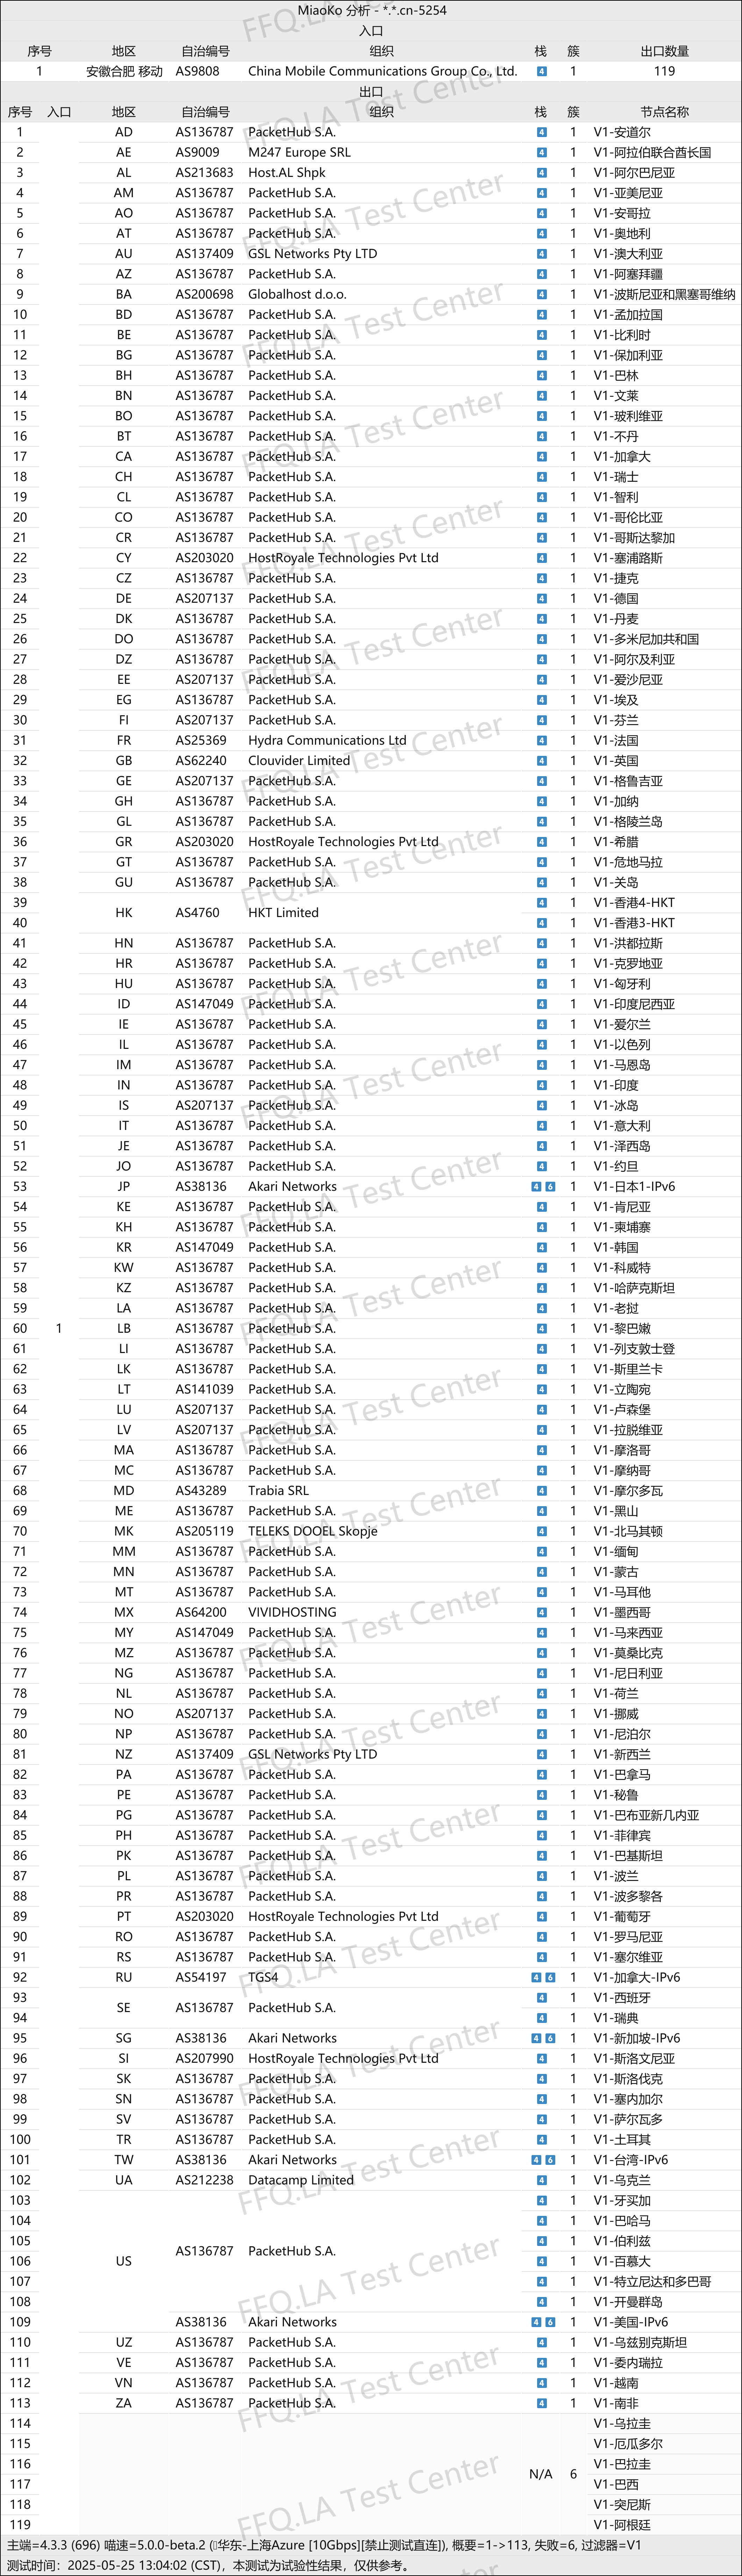 MiaoKo 分析 - *.*.cn-5254
入口
序号 地区 自治编号 组织 栈 簇 出口数量
1 安徽合肥 移动 AS9808 China Mobile Communications Group Co., Ltd. 4 1 119
出口
序号 入口 地区 自治编号 组织 栈 簇 节点名称
1 AD AS136787 PacketHub S.A. 4 1 V1-安道尔
2 AE AS9009 M247 Europe SRL 4 1 V1-阿拉伯联合酋长国
3 AL AS213683 Host.AL Shpk 4 1 V1-阿尔巴尼亚
4 AM AS136787 PacketHub S.A. 4 1 V1-亚美尼亚
5 AO AS136787 PacketHub S.A. 4 1 V1-安哥拉
6 AT AS136787 PacketHub S.A. 4 1 V1-奥地利
7 AU AS137409 GSL Networks Pty LTD 4 1 V1-澳大利亚
8 AZ AS136787 PacketHub S.A. 4 1 V1-阿塞拜疆
9 BA AS200698 Globalhost d.o.o. 4 1 V1-波斯尼亚和黑塞哥维纳
10 BD AS136787 PacketHub S.A. 4 1 V1-孟加拉国
11 BE AS136787 PacketHub S.A. 4 1 V1-比利时
12 BG AS136787 PacketHub S.A. 4 1 V1-保加利亚
13 BH AS136787 PacketHub S.A. 4 1 V1-巴林
14 BN AS136787 PacketHub S.A. 4 1 V1-文莱
15 BO AS136787 PacketHub S.A. 4 1 V1-玻利维亚
16 BT AS136787 PacketHub S.A. 4 1 V1-不丹
17 CA AS136787 PacketHub S.A. 4 1 V1-加拿大
18 CH AS136787 PacketHub S.A. 4 1 V1-瑞士
19 CL AS136787 PacketHub S.A. 4 1 V1-智利
20 CO AS136787 PacketHub S.A. 4 1 V1-哥伦比亚
21 CR AS136787 PacketHub S.A. 4 1 V1-哥斯达黎加
22 CY AS203020 HostRoyale Technologies Pvt Ltd 4 1 V1-塞浦路斯
23 CZ AS136787 PacketHub S.A. 4 1 V1-捷克
24 DE AS207137 PacketHub S.A. 4 1 V1-德国
25 DK AS136787 PacketHub S.A. 4 1 V1-丹麦
26 DO AS136787 PacketHub S.A. 4 1 V1-多米尼加共和国
27 DZ AS136787 PacketHub S.A. 4 1 V1-阿尔及利亚
28 EE AS207137 PacketHub S.A. 4 1 V1-爱沙尼亚
29 EG AS136787 PacketHub S.A. 4 1 V1-埃及
30 FI AS207137 PacketHub S.A. 4 1 V1-芬兰
31 FR AS25369 Hydra Communications Ltd 4 1 V1-法国
32 GB AS62240 Clouvider Limited 4 1 V1-英国
33 GE AS207137 PacketHub S.A. 4 1 V1-格鲁吉亚
34 GH AS136787 PacketHub S.A. 4 1 V1-加纳
35 GL AS136787 PacketHub S.A. 4 1 V1-格陵兰岛
36 GR AS203020 HostRoyale Technologies Pvt Ltd 4 1 V1-希腊
37 GT AS136787 PacketHub S.A. 4 1 V1-危地马拉
38 GU AS136787 PacketHub S.A. 4 1 V1-关岛
39 4 1 V1-香港4-HKT
HK AS4760 HKT Limited
40 4 1 V1-香港3-HKT
41 HN AS136787 PacketHub S.A. 4 1 V1-洪都拉斯
42 HR AS136787 PacketHub S.A. 4 1 V1-克罗地亚
43 HU AS136787 PacketHub S.A. 4 1 V1-匈牙利
44 ID AS147049 PacketHub S.A. 4 1 V1-印度尼西亚
45 IE AS136787 PacketHub S.A. 4 1 V1-爱尔兰
46 IL AS136787 PacketHub S.A. 4 1 V1-以色列
47 IM AS136787 PacketHub S.A. 4 1 V1-马恩岛
48 IN AS136787 PacketHub S.A. 4 1 V1-印度
49 IS AS207137 PacketHub S.A. 4 1 V1-冰岛
50 IT AS136787 PacketHub S.A. 4 1 V1-意大利
51 JE AS136787 PacketHub S.A. 4 1 V1-泽西岛
52 JO AS136787 PacketHub S.A. 4 1 V1-约旦
53 JP AS38136 Akari Networks 4 6 1 V1-日本1-IPv6
54 KE AS136787 PacketHub S.A. 4 1 V1-肯尼亚
55 KH AS136787 PacketHub S.A. 4 1 V1-柬埔寨
56 KR AS147049 PacketHub S.A. 4 1 V1-韩国
57 KW AS136787 PacketHub S.A. 4 1 V1-科威特
58 KZ AS136787 PacketHub S.A. 4 1 V1-哈萨克斯坦
59 LA AS136787 PacketHub S.A. 4 1 V1-老挝
60 1 LB AS136787 PacketHub S.A. 4 1 V1-黎巴嫩
61 LI AS136787 PacketHub S.A. 4 1 V1-列支敦士登
62 LK AS136787 PacketHub S.A. 4 1 V1-斯里兰卡
63 LT AS141039 PacketHub S.A. 4 1 V1-立陶宛
64 LU AS207137 PacketHub S.A. 4 1 V1-卢森堡
65 LV AS207137 PacketHub S.A. 4 1 V1-拉脱维亚
66 MA AS136787 PacketHub S.A. 4 1 V1-摩洛哥
67 MC AS136787 PacketHub S.A. 4 1 V1-摩纳哥
68 MD AS43289 Trabia SRL 4 1 V1-摩尔多瓦
69 ME AS136787 PacketHub S.A. 4 1 V1-黑山
70 MK AS205119 TELEKS DOOEL Skopje 4 1 V1-北马其顿
71 MM AS136787 PacketHub S.A. 4 1 V1-缅甸
72 MN AS136787 PacketHub S.A. 4 1 V1-蒙古
73 MT AS136787 PacketHub S.A. 4 1 V1-马耳他
74 MX AS64200 VIVIDHOSTING 4 1 V1-墨西哥
75 MY AS147049 PacketHub S.A. 4 1 V1-马来西亚
76 MZ AS136787 PacketHub S.A. 4 1 V1-莫桑比克
77 NG AS136787 PacketHub S.A. 4 1 V1-尼日利亚
78 NL AS136787 PacketHub S.A. 4 1 V1-荷兰
79 NO AS207137 PacketHub S.A. 4 1 V1-挪威
80 NP AS136787 PacketHub S.A. 4 1 V1-尼泊尔
81 NZ AS137409 GSL Networks Pty LTD 4 1 V1-新西兰
82 PA AS136787 PacketHub S.A. 4 1 V1-巴拿马
83 PE AS136787 PacketHub S.A. 4 1 V1-秘鲁
84 PG AS136787 PacketHub S.A. 4 1 V1-巴布亚新几内亚
85 PH AS136787 PacketHub S.A. 4 1 V1-菲律宾
86 PK AS136787 PacketHub S.A. 4 1 V1-巴基斯坦
87 PL AS136787 PacketHub S.A. 4 1 V1-波兰
88 PR AS136787 PacketHub S.A. 4 1 V1-波多黎各
89 PT AS203020 HostRoyale Technologies Pvt Ltd 4 1 V1-葡萄牙
90 RO AS136787 PacketHub S.A. 4 1 V1-罗马尼亚
91 RS AS136787 PacketHub S.A. 4 1 V1-塞尔维亚
92 RU AS54197 TGS4 4 6 1 V1-加拿大-IPv6
93 4 1 V1-西班牙
SE AS136787 PacketHub S.A.
94 4 1 V1-瑞典
95 SG AS38136 Akari Networks 4 6 1 V1-新加坡-IPv6
96 SI AS207990 HostRoyale Technologies Pvt Ltd 4 1 V1-斯洛文尼亚
97 SK AS136787 PacketHub S.A. 4 1 V1-斯洛伐克
98 SN AS136787 PacketHub S.A. 4 1 V1-塞内加尔
99 SV AS136787 PacketHub S.A. 4 1 V1-萨尔瓦多
100 TR AS136787 PacketHub S.A. 4 1 V1-土耳其
101 TW AS38136 Akari Networks 4 6 1 V1-台湾-IPv6
102 UA AS212238 Datacamp Limited 4 1 V1-乌克兰
103 4 1 V1-牙买加
104 4 1 V1-巴哈马
105 4 1 V1-伯利兹
AS136787 PacketHub S.A.
106 US 4 1 V1-百慕大
107 4 1 V1-特立尼达和多巴哥
108 4 1 V1-开曼群岛
109 AS38136 Akari Networks 4 6 1 V1-美国-IPv6
110 UZ AS136787 PacketHub S.A. 4 1 V1-乌兹别克斯坦
111 VE AS136787 PacketHub S.A. 4 1 V1-委内瑞拉
112 VN AS136787 PacketHub S.A. 4 1 V1-越南
113 ZA AS136787 PacketHub S.A. 4 1 V1-南非
114 V1-乌拉圭
115 V1-厄瓜多尔
116 V1-巴拉圭
N/A 6
117 V1-巴西
118 V1-突尼斯
119 V1-阿根廷
主端=4.3.3 (696) 喵速=5.0.0-beta.2 (华东-上海Azure [10Gbps][禁止测试直连]), 概要=1->113, 失败=6, 过滤器=V1
测试时间：2025-05-25 13:04:02 (CST)，本测试为试验性结果，仅供参考。
FFQ.LA Test Center